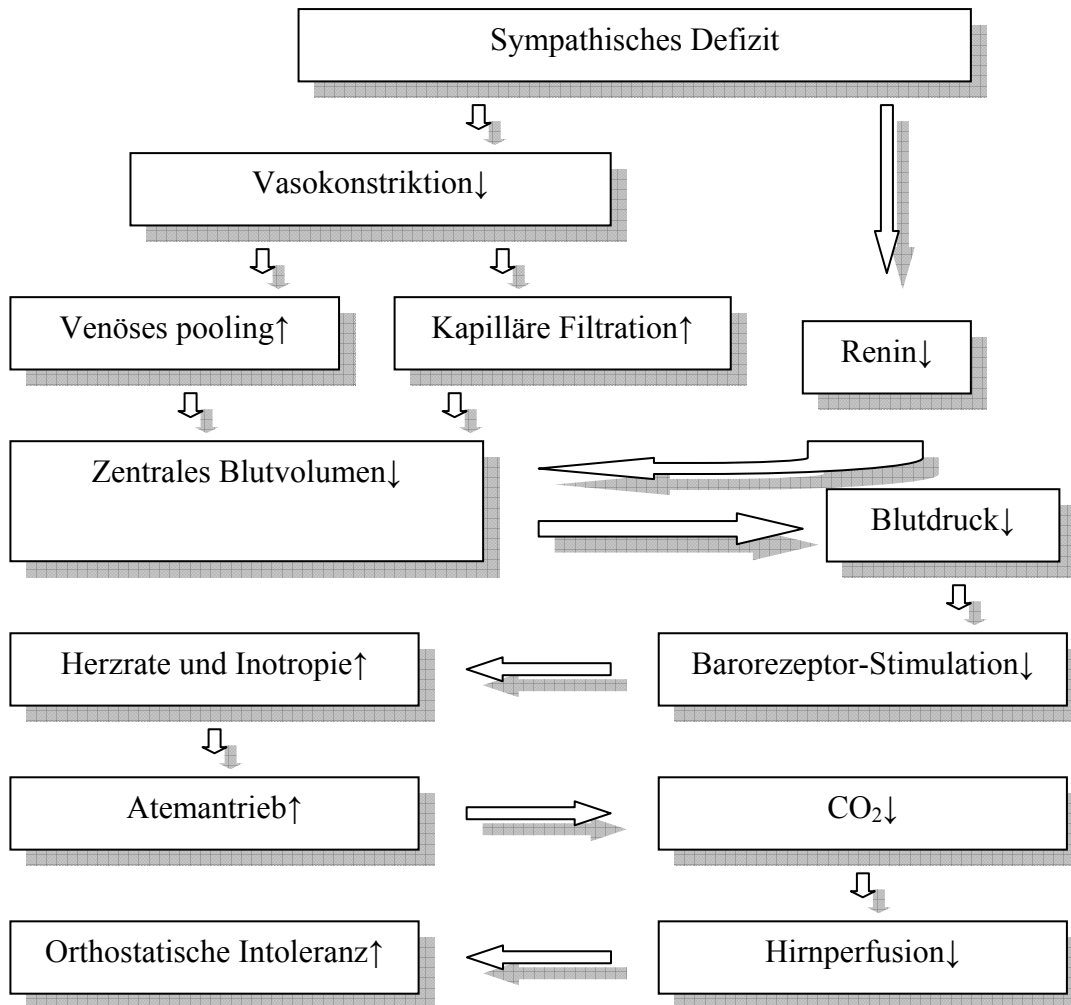 Sympathisches Defizit
Vasokonstriktion↓
Venöses pooling↑
Kapilläre Filtration↑
Renin↓
Zentrales Blutvolumen↓
Blutdruck↓
Herzrate und Inotropie↑
Barorezeptor-Stimulation↓
Atemantrieb↑
CO₂↓
Orthostatische Intoleranz↑
Hirnperfusion↓